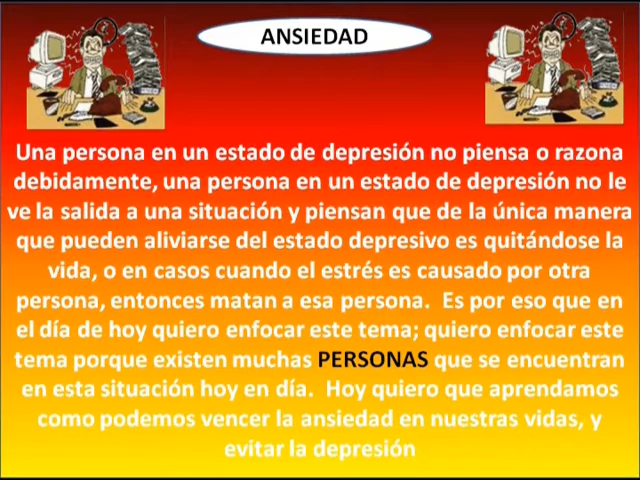 ANSIEDAD
Una persona en un estado de depresión no piensa o razona
debidamente, una persona en un estado de depresión no le
ve la salida a una situación y piensan que de la única manera
que pueden aliviarse del estado depresivo es quitándose la
vida, o en casos cuando el estrés es causado por otra
persona, entonces matan a esa persona.  Es por eso que en
el día de hoy quiero enfocar este tema; quiero enfocar este
tema porque existen muchas PERSONAS que se encuentran
en esta situación hoy en día.  Hoy quiero que aprendamos
como podemos vencer la ansiedad en nuestras vidas, y
evitar la depresión